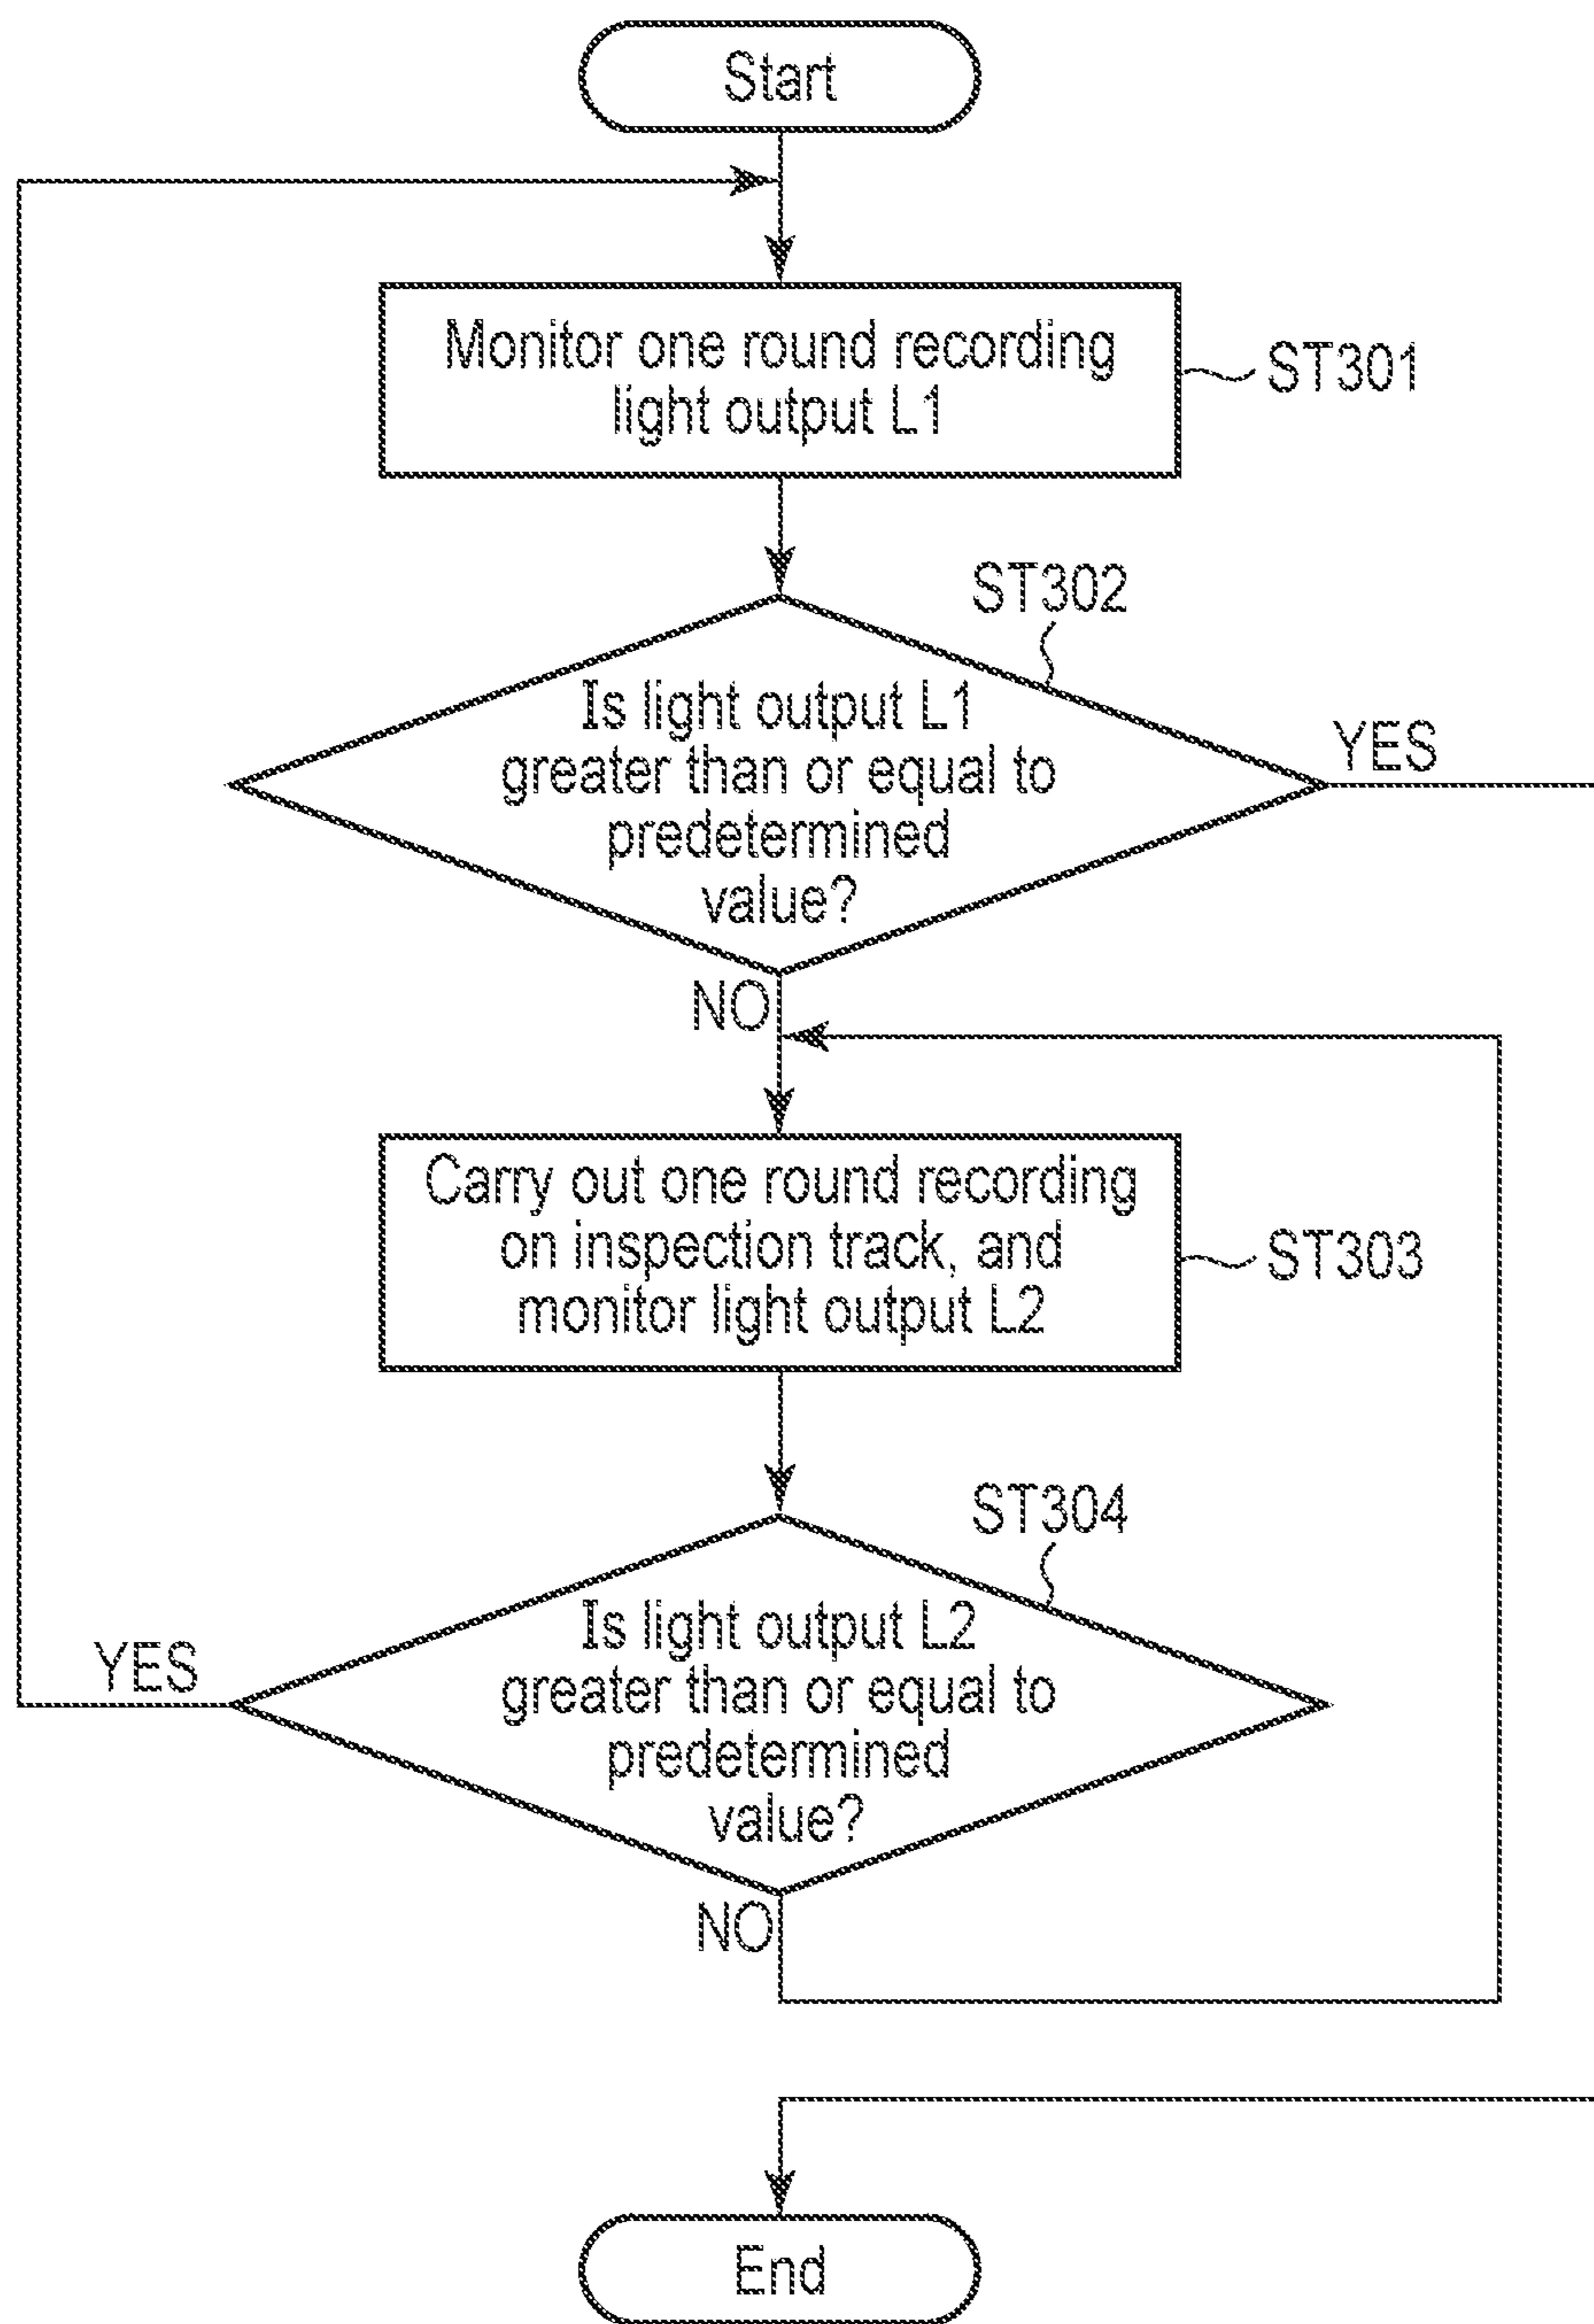 Start
Monitor one round recording
light output L1
ST301
ST302
Is light output L1
greater than or equal to
predetermined
value?
YES
NO
Carry out one round recording
on inspection track, and
monitor light output L2
ST303
ST304
Is light output L2
greater than or equal to
predetermined
value?
YES
NO
End